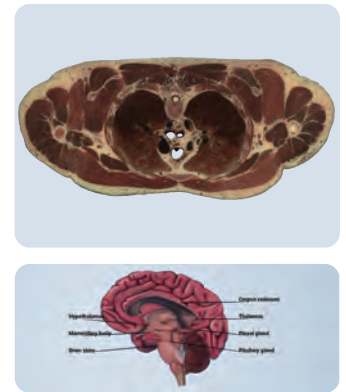 Corpus callosum
Hypothalamus
Thalamus
Mammillary body
Pineal gland
Brain stem
Pituitary gland